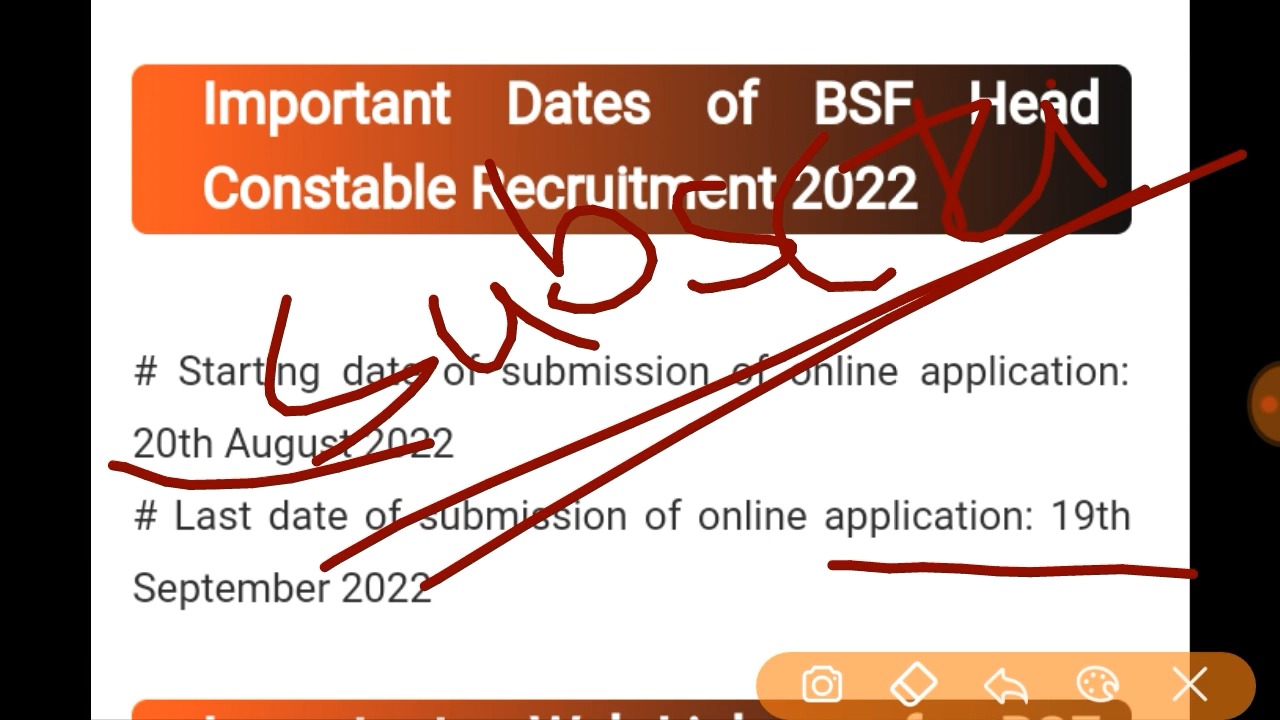 Important Dates of BSF Head
Constable Recruitment 2022
Subscri
# Starting date of submission of online application:
20th August 2022
# Last date of submission of online application: 19th
September 2022